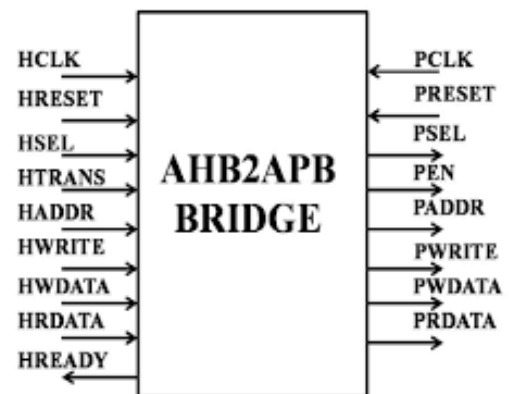 HCLK
HRESET
HSEL
HTRANS
HADDR
HWRITE
HWDATA
HRDATA
HREADY
AHB2APB
BRIDGE
PCLK
PRESET
PSEL
PEN
PADDR
PWRITE
PWDATA
PRDATA